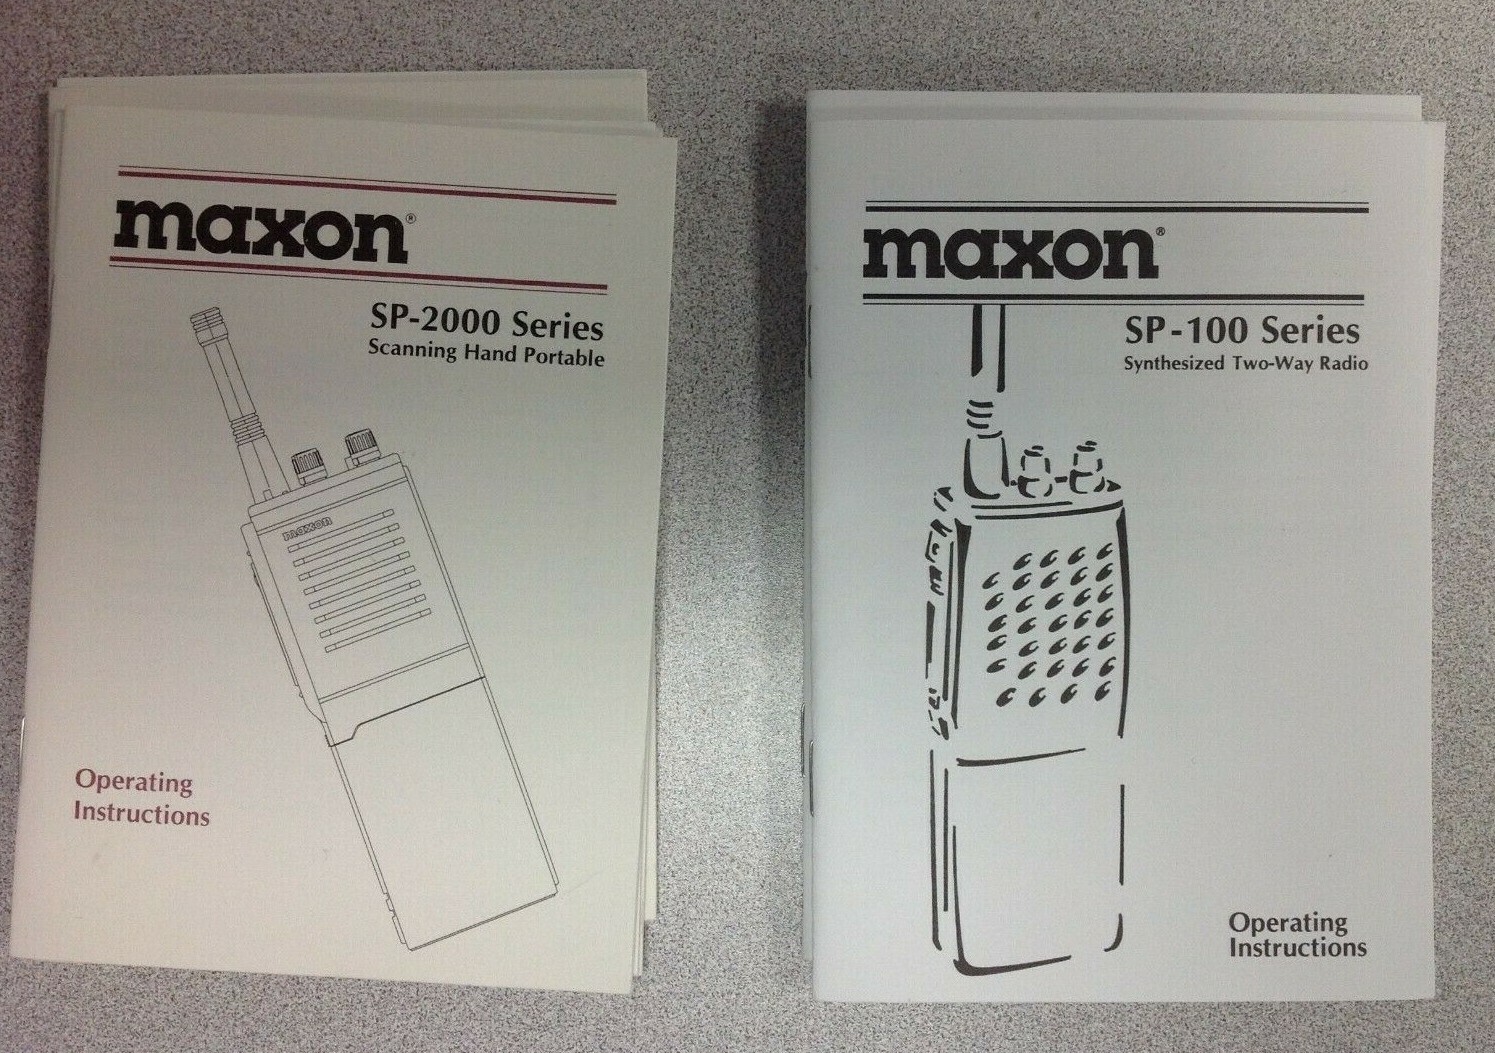 maxon®
SP-2000 Series
Scanning Hand Portable
maxon
Operating
Instructions
maxon®
SP-100 Series
Synthesized Two-Way Radio
Operating
Instructions